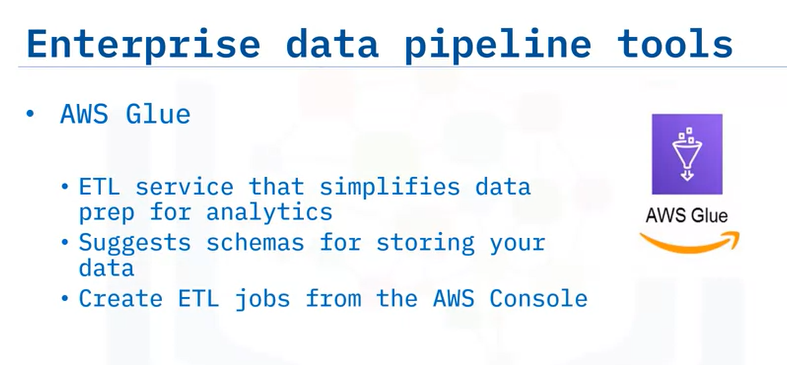 Enterprise data pipeline tools
• AWS Glue
• ETL service that simplifies data
prep for analytics
• Suggests schemas for storing your
data
• Create ETL jobs from the AWS Console
AWS Glue